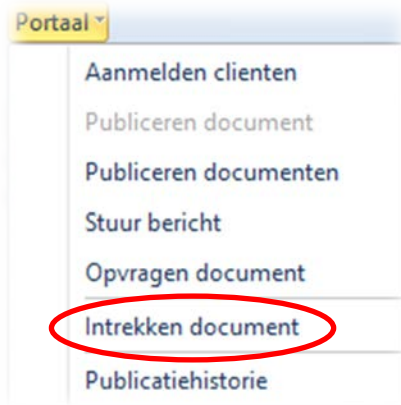 Portaal
Aanmelden clienten
Publiceren document
Publiceren documenten
Stuur bericht
Opvragen document
Intrekken document
Publicatiehistorie